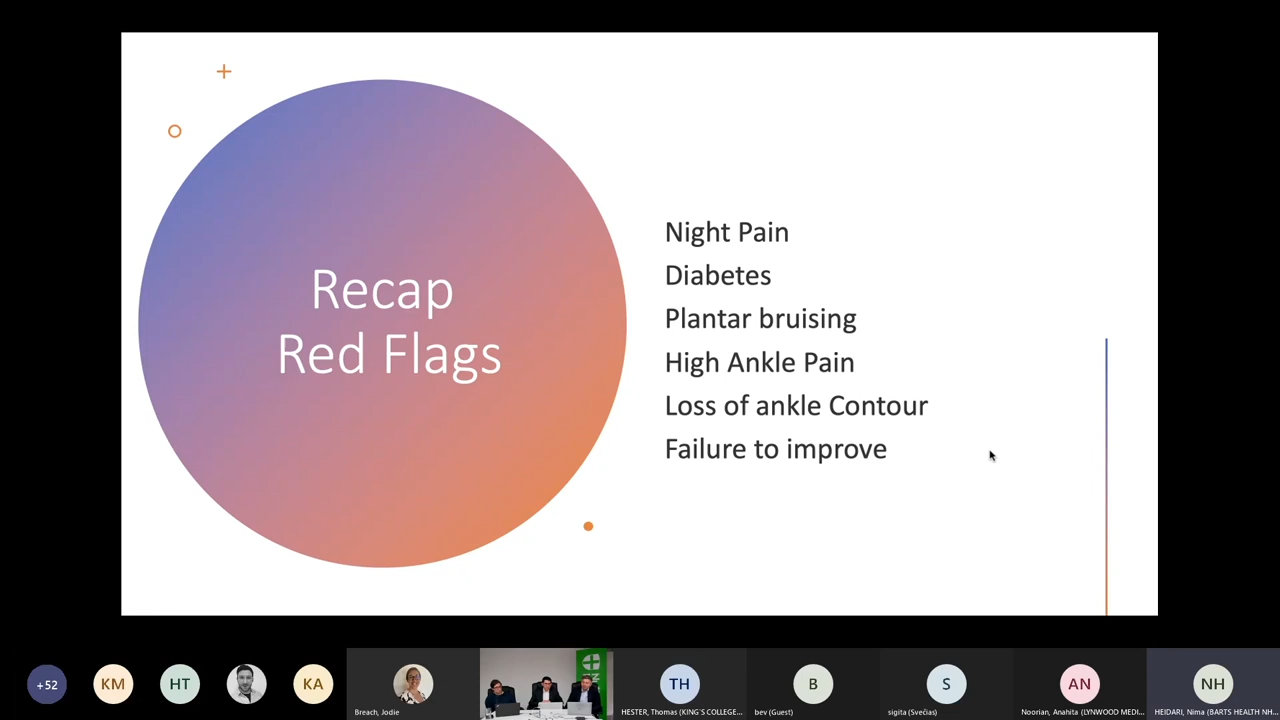 Recap
Red Flags
Night Pain
Diabetes
Plantar bruising
High Ankle Pain
Loss of ankle Contour
Failure to improve
+52
KM
HT
KA
Breach, Jodie
TH
HESTER, Thomas (KING'S COLLEGE...
B
bev (Guest)
S
sigita (Svečias)
AN
Noorian, Anahita (LYNWOOD MEDI...
NH
HEIDARI, Nima (BARTS HEALTH NH...